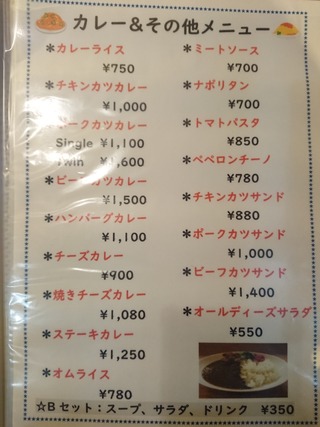 カレー&その他メニュー
*カレーライス
¥750
*チキンカツカレー
¥1,000
*ポークカツカレー
Single ¥1,100
Twin ¥1,600
*ビーフカツカレー
¥1,500
*ハンバーグカレー
¥1,100
*チーズカレー
¥900
*焼きチーズカレー
¥1,080
*ステーキカレー
¥1,250
*オムライス
¥780
*ミートソース
¥700
*ナポリタン
¥700
*トマトパスタ
¥850
*ペペロンチーノ
¥780
*チキンカツサンド
¥880
*ポークカツサンド
¥1,000
*ビーフカツサンド
¥1,400
*オールディーズサラダ
¥550
☆Bセット:スープ、サラダ、ドリンク ¥350